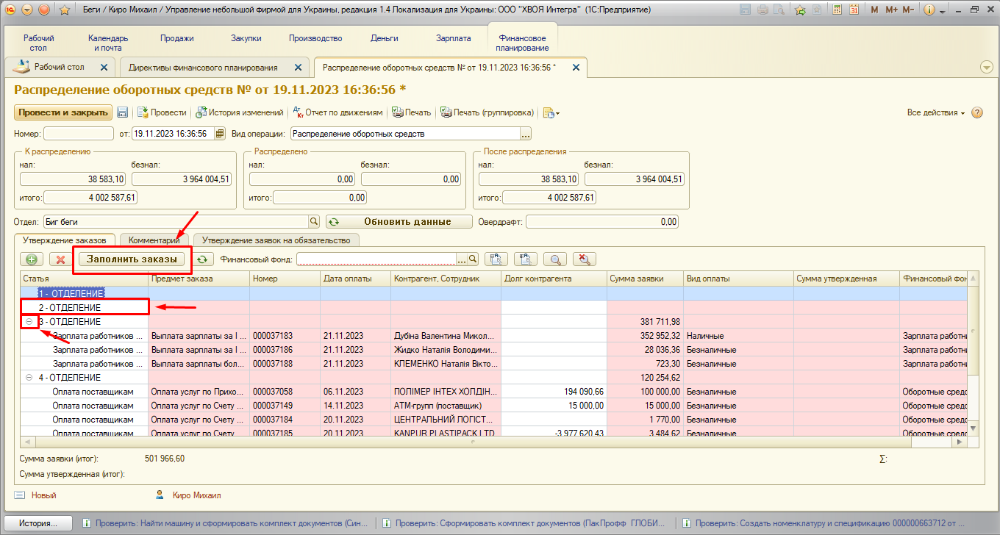 Беги / Киро Михаил / Управление небольшой фирмой для Украины, редакция 1.4 Локализация для Украины: ООО "ХВОЯ Интегра" (1С:Предприятие)
M M+ M-
Рабочий стол
Календарь и почта
Продажи
Закупки
Производство
Деньги
Зарплата
Финансовое планирование
Рабочий стол
Директивы финансового планирования
Распределение оборотных средств № от 19.11.2023 16:36:56 *
Распределение оборотных средств № от 19.11.2023 16:36:56 *
Провести и закрыть Провести История изменений Отчет по движениям Печать Печать (группировка) Все действия
Номер: от: 19.11.2023 16:36:56 Вид операции: Распределение оборотных средств ...
К распределению Распределено После распределения
нал: безнал: нал: безнал: нал: безнал:
38 583,10 3 964 004,51 0,00 0,00 38 583,10 3 964 004,51
итого: 4 002 587,61 итого: 0,00 итого: 4 002 587,61
Отдел: Биг беги Обновить данные Овердрафт: 0,00
Утверждение заказов Комментарий Утверждение заявок на обязательство
Заполнить заказы Финансовый фонд: ...
Статья Предмет заказа Номер Дата оплаты Контрагент, Сотрудник Долг контрагента Сумма заявки Вид оплаты Сумма утвержденная Финансовый фон
1 - ОТДЕЛЕНИЕ
2 - ОТДЕЛЕНИЕ
3 - ОТДЕЛЕНИЕ 381 711,98
Зарплата работников ... Выплата зарплаты за I ... 000037183 21.11.2023 Дубіна Валентина Микол... 352 952,32 Наличные Зарплата работн
Зарплата работников ... Выплата зарплаты за I ... 000037186 21.11.2023 Жидко Наталія Володими... 28 036,36 Безналичные Зарплата работн
Зарплата работников ... Выплата зарплаты бол... 000037188 21.11.2023 КЛЕМЕНКО Наталія Вікто... 723,30 Безналичные Зарплата работн
4 - ОТДЕЛЕНИЕ 120 254,62
Оплата поставщикам Оплата услуг по Прихо... 000037058 06.11.2023 ПОЛІМЕР ІНТЕХ ХОЛДІН... 194 090,66 100 000,00 Безналичные Оборотные средс
Оплата поставщикам Оплата услуг по Счету ... 000037149 14.11.2023 АТМ-групп (поставщик) 15 000,00 15 000,00 Безналичные Оборотные средс
Оплата поставщикам Оплата услуг по Счету ... 000037184 20.11.2023 ЦЕНТРАЛЬНИЙ ЛОГІСТ... 1 770,00 Безналичные Оборотные средс
Оплата поставщикам Оплата услуг по Счету 000037185 20.11.2023 KANPUR PLASTIPACK LTD -3 977 620,43 3 484,62 Безналичные Оборотные средс
Сумма заявки (итог): 501 966,60 Σ:
Сумма утвержденная (итог):
Новый Киро Михаил
История... Проверить: Найти машину и сформировать комплект документов (Син... Проверить: Сформировать комплект документов (ПакПрофф ГЛОБИ... Проверить: Создать номенклатуру и спецификацию 000000663712 от ...